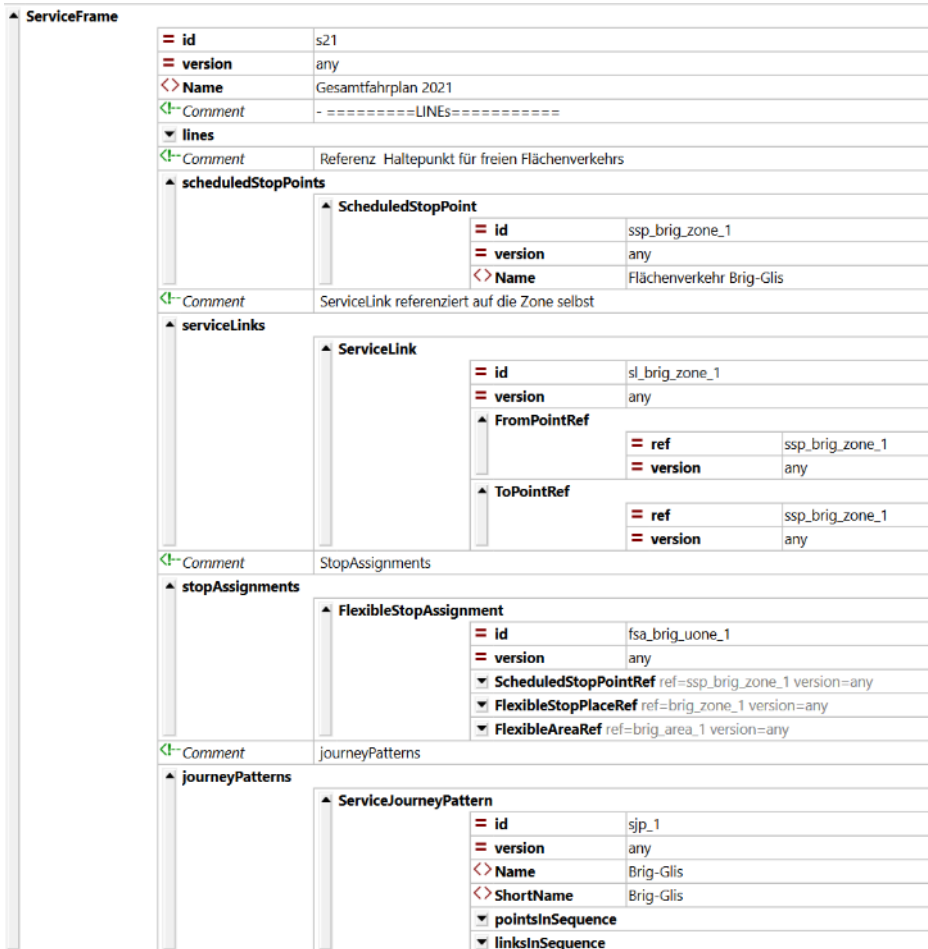 ServiceFrame
= id s21
= version any
<> Name Gesamtfahrplan 2021
<!-- Comment - =========LINEs===========
lines
<!-- Comment Referenz Haltepunkt für freien Flächenverkehrs
scheduledStopPoints
ScheduledStopPoint
= id ssp_brig_zone_1
= version any
<> Name Flächenverkehr Brig-Glis
<!-- Comment ServiceLink referenziert auf die Zone selbst
serviceLinks
ServiceLink
= id sl_brig_zone_1
= version any
FromPointRef
= ref ssp_brig_zone_1
= version any
ToPointRef
= ref ssp_brig_zone_1
= version any
<!-- Comment StopAssignments
stopAssignments
FlexibleStopAssignment
= id fsa_brig_uone_1
= version any
ScheduledStopPointRef ref=ssp_brig_zone_1 version=any
FlexibleStopPlaceRef ref=brig_zone_1 version=any
FlexibleAreaRef ref=brig_area_1 version=any
<!-- Comment journeyPatterns
journeyPatterns
ServiceJourneyPattern
= id sjp_1
= version any
<> Name Brig-Glis
<> ShortName Brig-Glis
pointsInSequence
linksInSequence